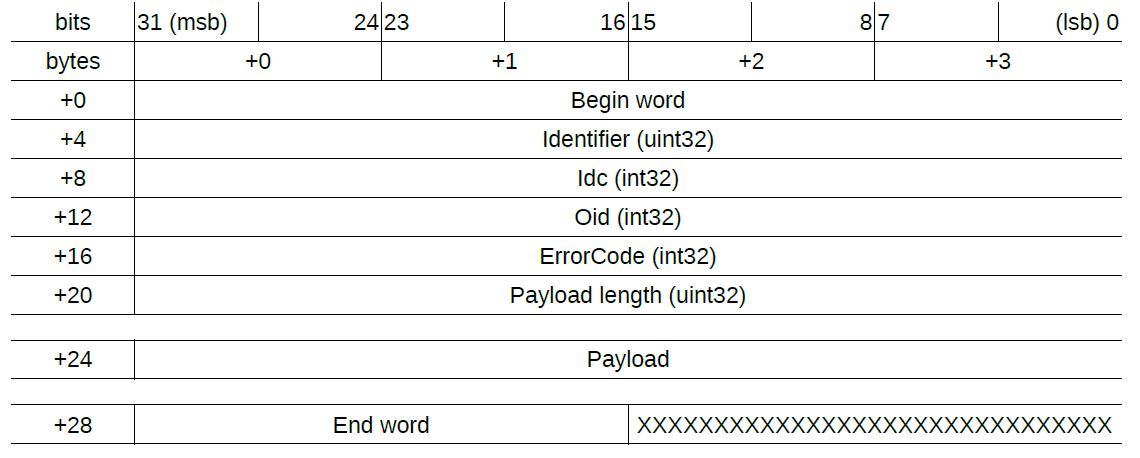 bits 31 (msb) 24 23 16 15 8 7 (lsb) 0
bytes +0 +1 +2 +3
+0 Begin word
+4 Identifier (uint32)
+8 Idc (int32)
+12 Oid (int32)
+16 ErrorCode (int32)
+20 Payload length (uint32)
+24 Payload
+28 End word XXXXXXXXXXXXXXXXXXXXXXXXXXXXXXX